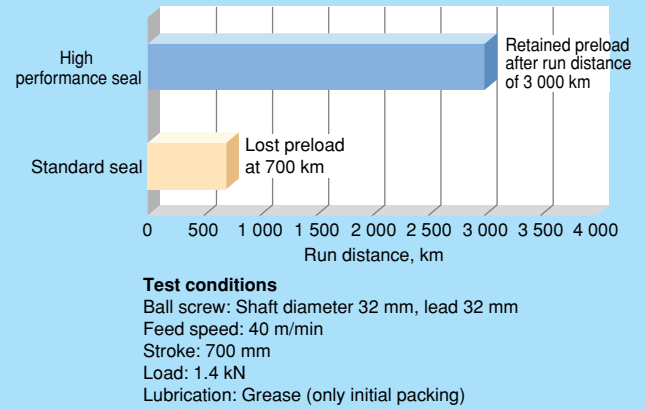 High
performance seal
Retained preload
after run distance
of 3 000 km
Standard seal
Lost preload
at 700 km
0 500 1 000 1 500 2 000 2 500 3 000 3 500 4 000
Run distance, km
Test conditions
Ball screw: Shaft diameter 32 mm, lead 32 mm
Feed speed: 40 m/min
Stroke: 700 mm
Load: 1.4 kN
Lubrication: Grease (only initial packing)